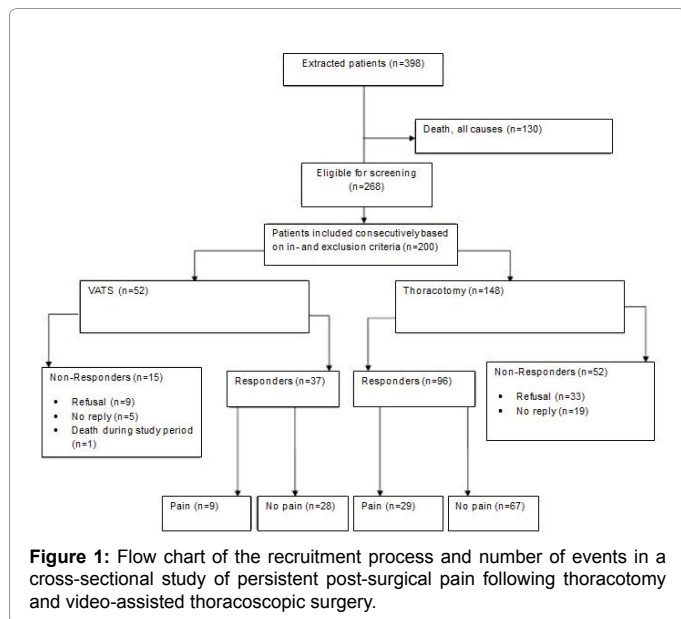 Extracted patients (n=398)
Death, all causes (n=130)
Eligible for screening
(n=268)
Patients included consecutivelybased
on in- and exclusion criteria (n=200)
VATS (n=52)
Thoracotomy (n=148)
Non-Responders (n=15)
• Refusal (n=9)
• No reply (n=5)
• Death during study period
(n=1)
Responders (n=37)
Responders (n=96)
Non-Responders (n=52)
• Refusal (n=33)
• No reply (n=19)
Pain (n=9)
No pain (n=28)
Pain (n=29)
No pain (n=67)
Figure 1: Flow chart of the recruitment process and number of events in a
cross-sectional study of persistent post-surgical pain following thoracotomy
and video-assisted thoracoscopic surgery.